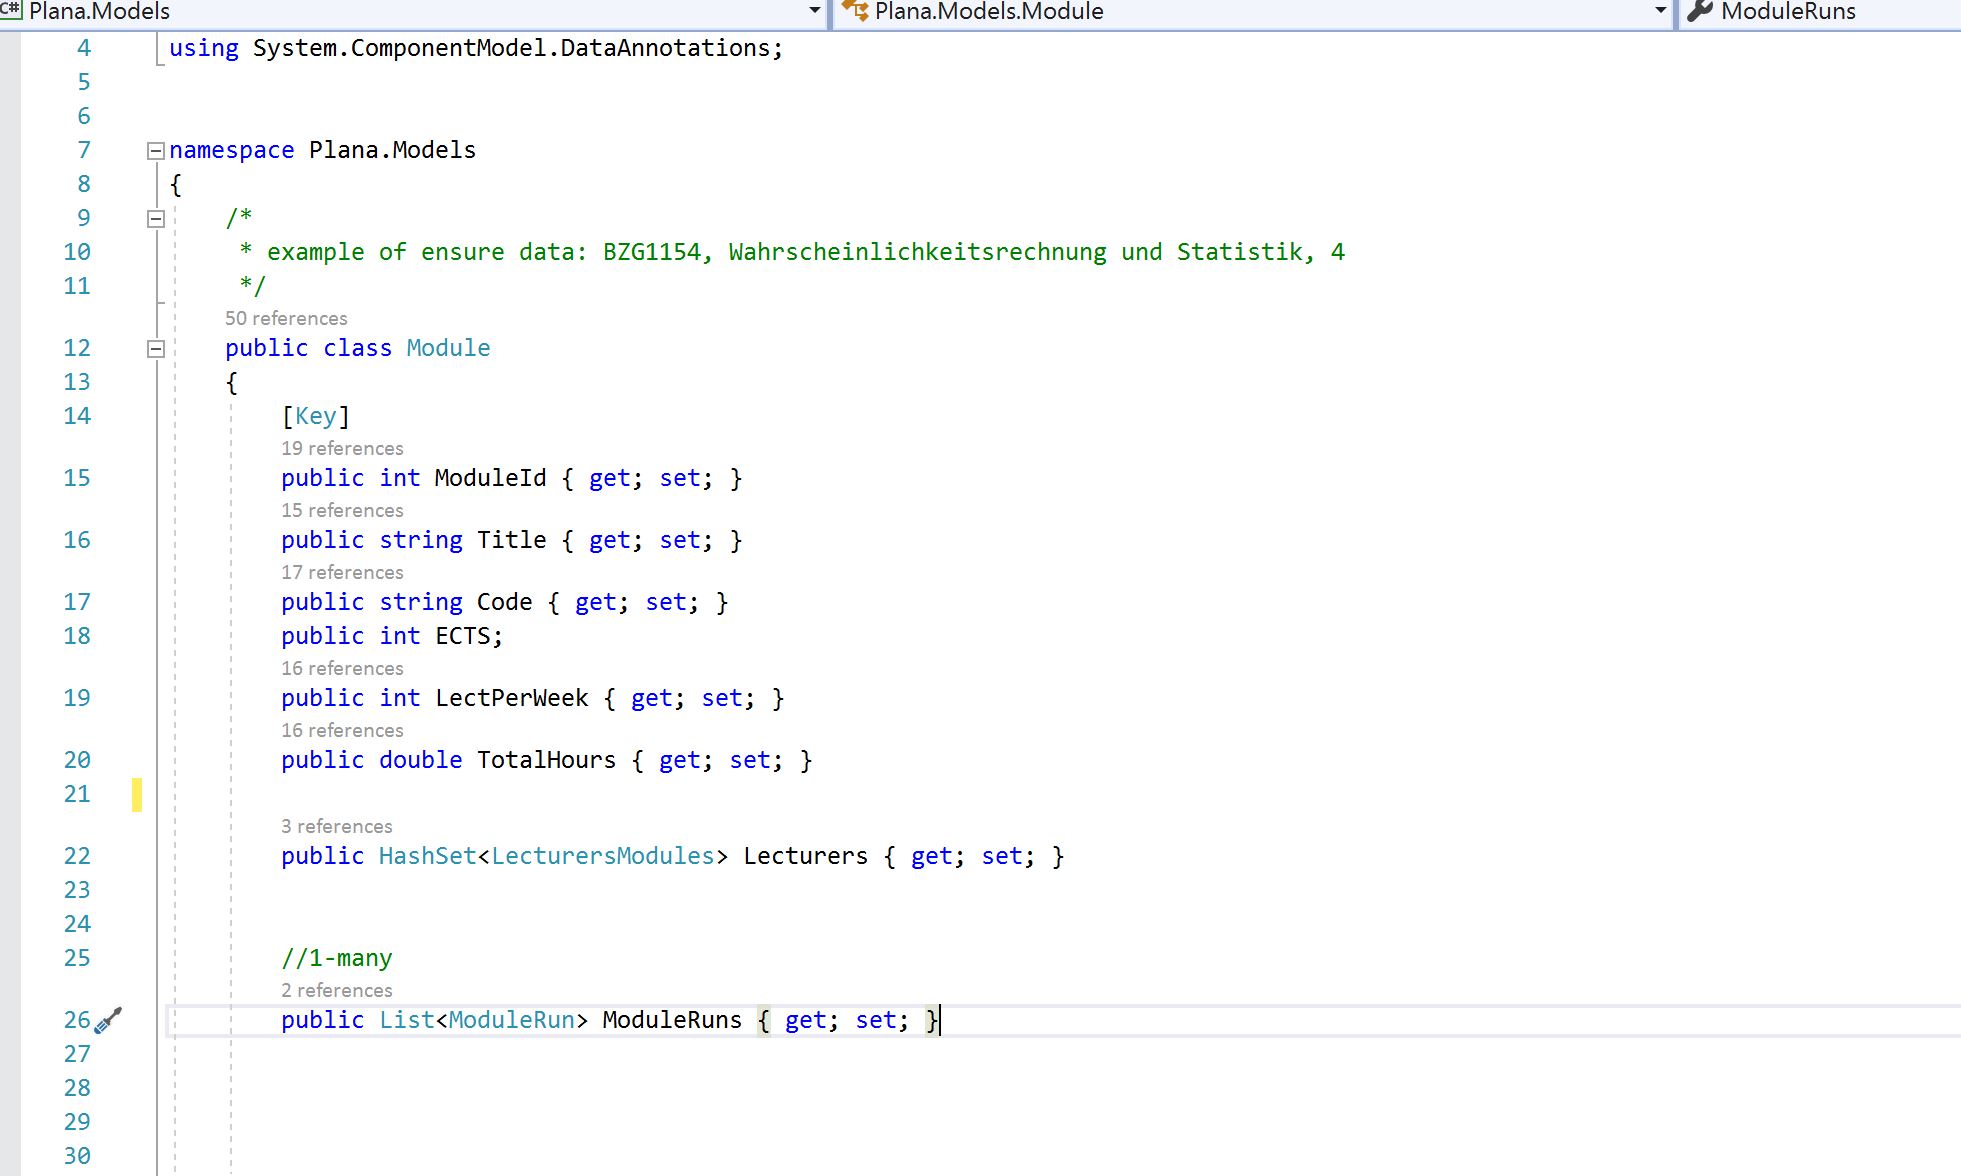 C# Plana.Models Plana.Models.Module ModuleRuns
4 using System.ComponentModel.DataAnnotations;
5
6
7 namespace Plana.Models
8 {
9 /*
10 * example of ensure data: BZG1154, Wahrscheinlichkeitsrechnung und Statistik, 4
11 */
50 references
12 public class Module
13 {
14 [Key]
19 references
15 public int ModuleId { get; set; }
15 references
16 public string Title { get; set; }
17 references
17 public string Code { get; set; }
18 public int ECTS;
16 references
19 public int LectPerWeek { get; set; }
16 references
20 public double TotalHours { get; set; }
21
3 references
22 public HashSet<LecturersModules> Lecturers { get; set; }
23
24
25 //1-many
2 references
26 public List<ModuleRun> ModuleRuns { get; set; }
27
28
29
30